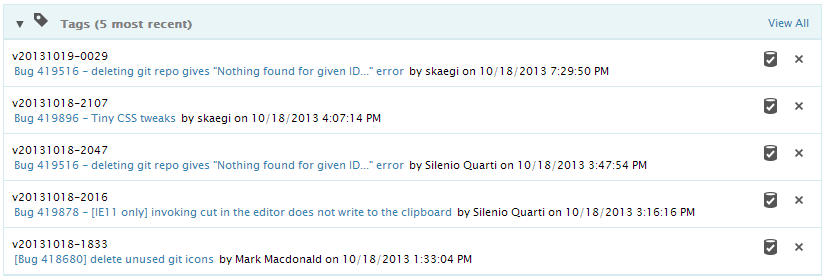 Tags (5 most recent) View All
v20131019-0029
Bug 419516 - deleting git repo gives "Nothing found for given ID..." error by skaegi on 10/18/2013 7:29:50 PM
v20131018-2107
Bug 419896 - Tiny CSS tweaks by skaegi on 10/18/2013 4:07:14 PM
v20131018-2047
Bug 419516 - deleting git repo gives "Nothing found for given ID..." error by Silenio Quarti on 10/18/2013 3:47:54 PM
v20131018-2016
Bug 419878 - [IE11 only] invoking cut in the editor does not write to the clipboard by Silenio Quarti on 10/18/2013 3:16:16 PM
v20131018-1833
[Bug 418680] delete unused git icons by Mark Macdonald on 10/18/2013 1:33:04 PM